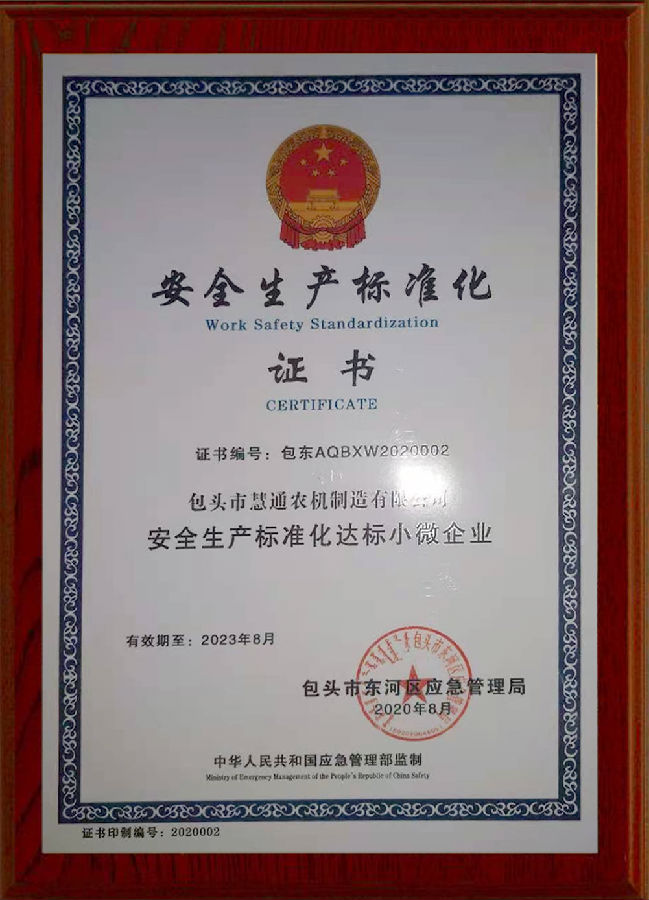 安全生产标准化
Work Safety Standardization
证书
CERTIFICATE
证书编号：包东AQBXW2020002
包头市慧通农机制造有限公司
安全生产标准化达标小微企业
有效期至：2023年8月
包头市东河区应急管理局
2020年8月
中华人民共和国应急管理部监制
Ministry of Emergency Management of the People's Republic of China Safety
证书印制编号：2020002